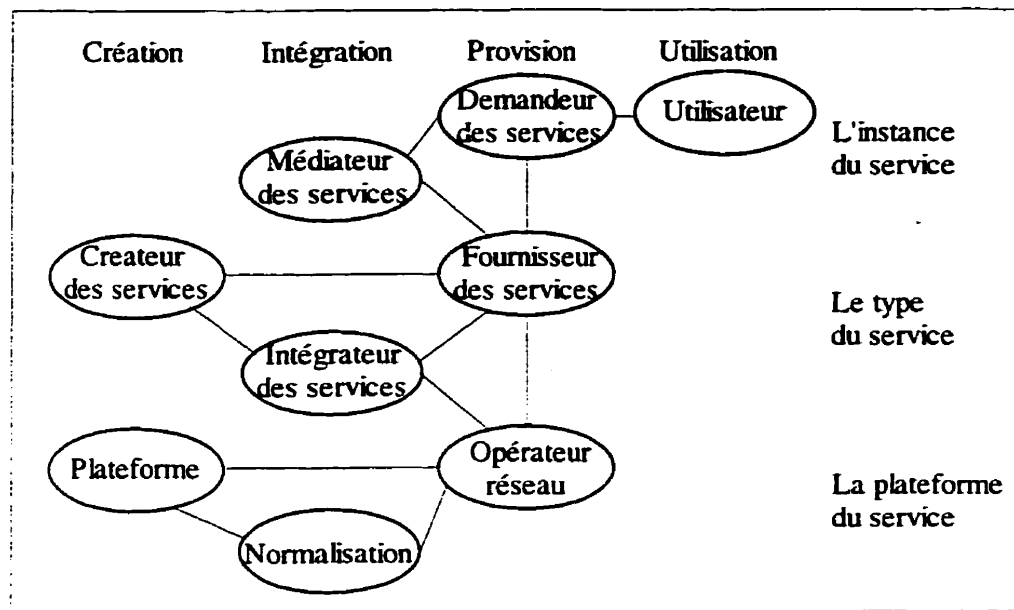 Création Intégration Provision Utilisation
Demandeur
des services
Utilisateur
L'instance
du service
Médiateur
des services
Createur
des services
Fournisseur
des services
Le type
du service
Intégrateur
des services
Plateforme
Opérateur
réseau
La plateforme
du service
Normalisation